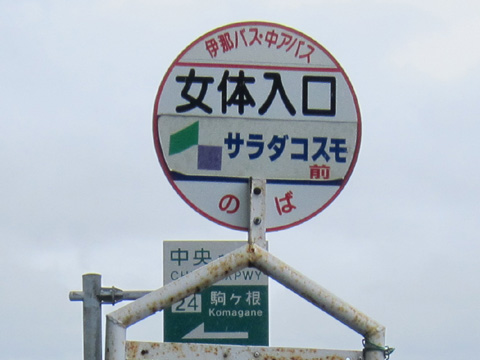 伊那バス・中アバス
女体入口
サラダコスモ
前
のば
中央
24 駒ヶ根
Komagane